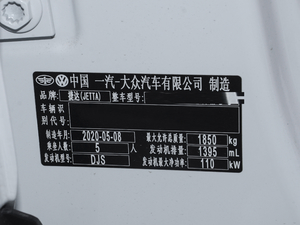 中国 一汽-大众汽车有限公司 制造
品牌: 捷达(JETTA) 整车型号:
车辆识
别代号:
制造年月: 2020-05-08 最大允许总质量: 1850 kg
乘坐人数: 5 人 发动机排量: 1395 mL
发动机型号: DJS 发动机最大净功率: 110 kW